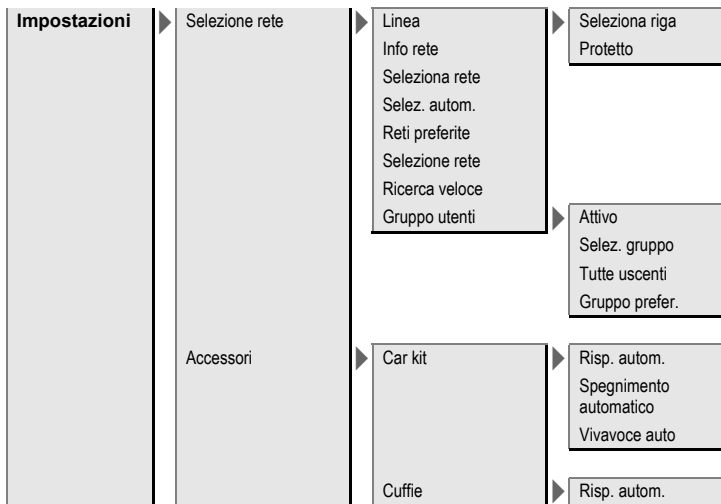 Impostazioni
Selezione rete
Linea
Seleziona riga
Protetto
Info rete
Seleziona rete
Selez. autom.
Reti preferite
Selezione rete
Ricerca veloce
Gruppo utenti
Attivo
Selez. gruppo
Tutte uscenti
Gruppo prefer.
Accessori
Car kit
Risp. autom.
Spegnimento
automatico
Vivavoce auto
Cuffie
Risp. autom.